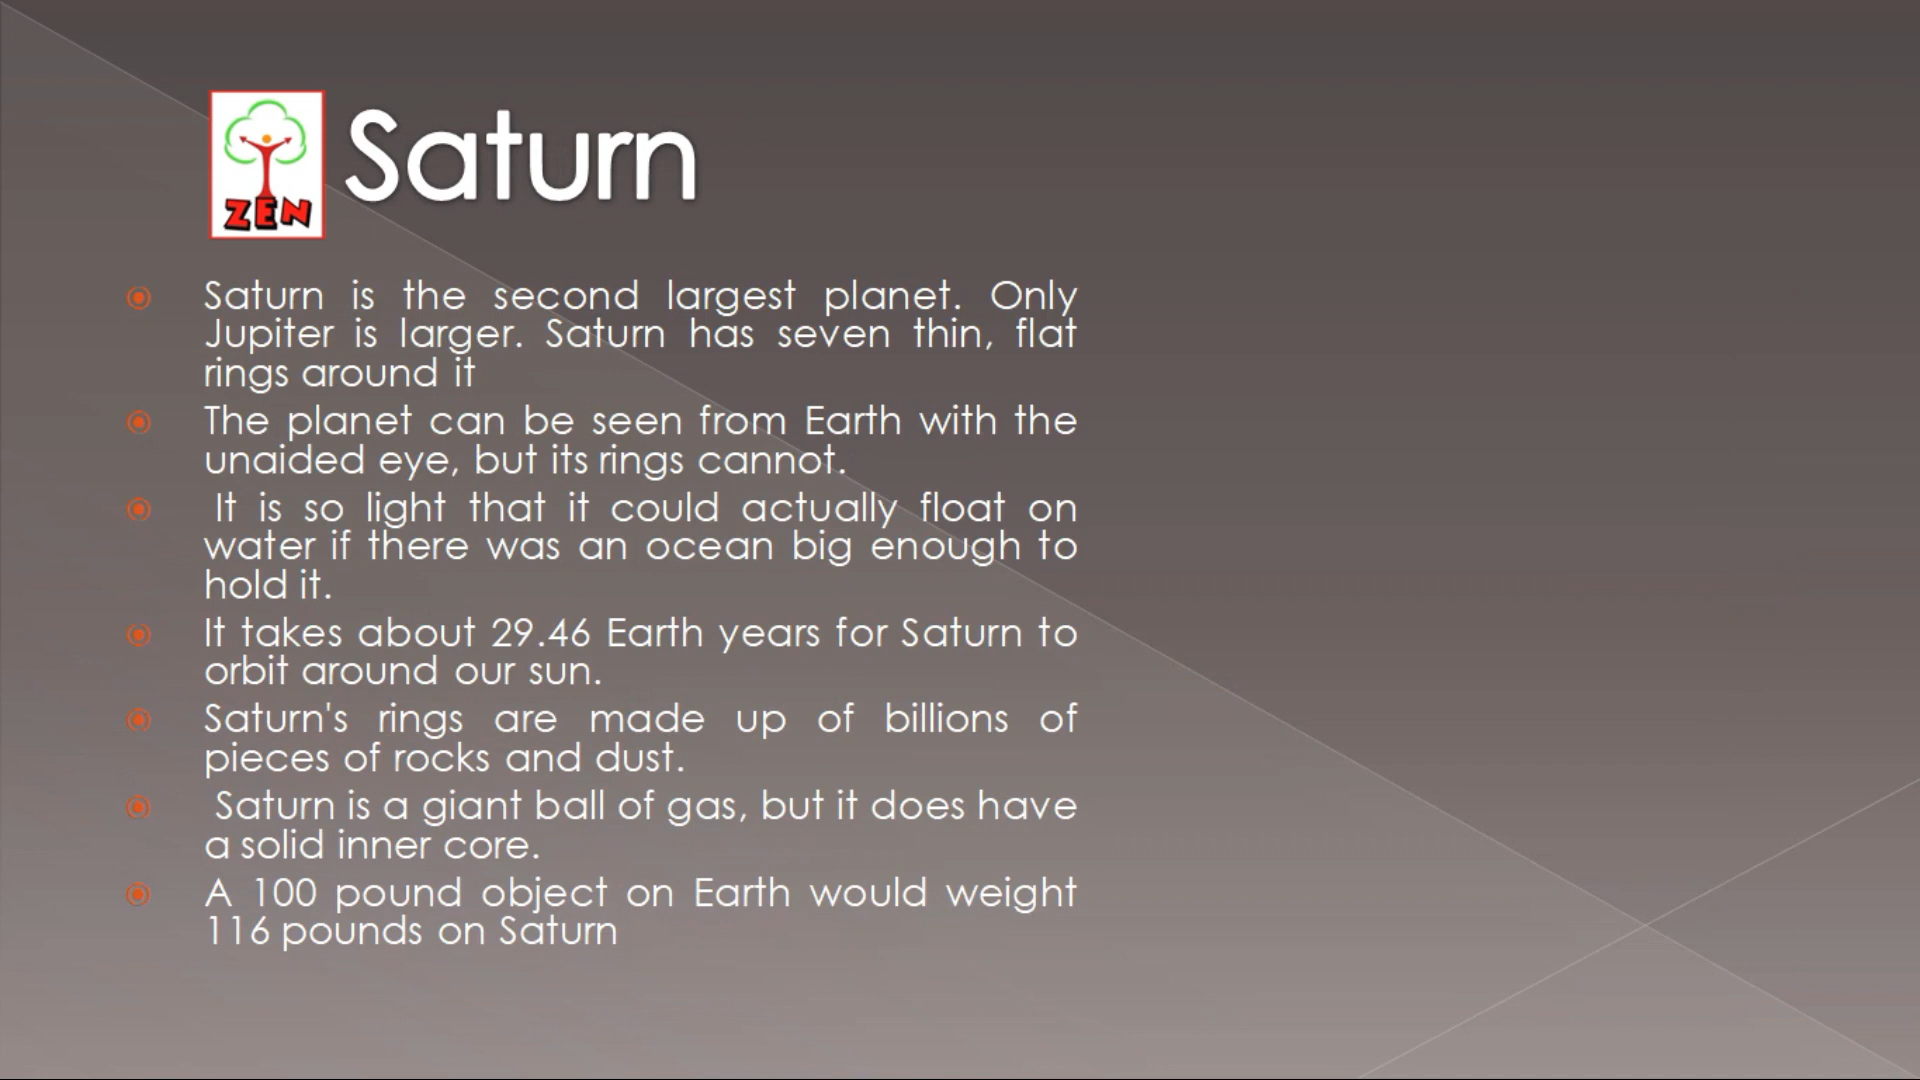 ZEN
Saturn
Saturn is the second largest planet. Only
Jupiter is larger. Saturn has seven thin, flat
rings around it
The planet can be seen from Earth with the
unaided eye, but its rings cannot.
It is so light that it could actually float on
water if there was an ocean big enough to
hold it.
It takes about 29.46 Earth years for Saturn to
orbit around our sun.
Saturn's rings are made up of billions of
pieces of rocks and dust.
Saturn is a giant ball of gas, but it does have
a solid inner core.
A 100 pound object on Earth would weight
116 pounds on Saturn